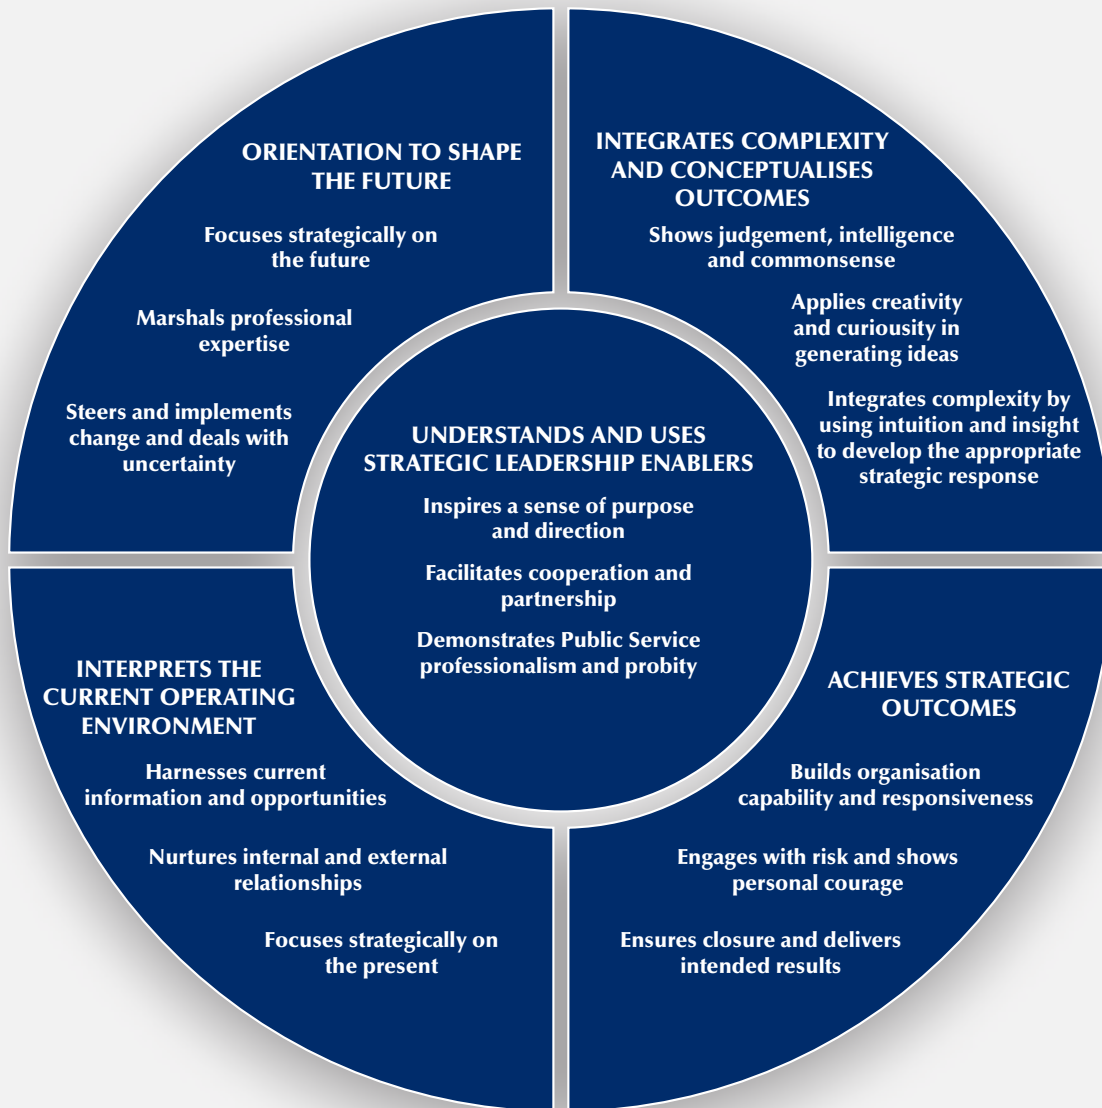 ORIENTATION TO SHAPE
THE FUTURE
Focuses strategically on
the future
Marshals professional
expertise
Steers and implements
change and deals with
uncertainty
INTEGRATES COMPLEXITY
AND CONCEPTUALISES
OUTCOMES
Shows judgement, intelligence
and commonsense
Applies creativity
and curiousity in
generating ideas
Integrates complexity by
using intuition and insight
to develop the appropriate
strategic response
UNDERSTANDS AND USES
STRATEGIC LEADERSHIP ENABLERS
Inspires a sense of purpose
and direction
Facilitates cooperation and
partnership
Demonstrates Public Service
professionalism and probity
INTERPRETS THE
CURRENT OPERATING
ENVIRONMENT
Harnesses current
information and opportunities
Nurtures internal and external
relationships
Focuses strategically on
the present
ACHIEVES STRATEGIC
OUTCOMES
Builds organisation
capability and responsiveness
Engages with risk and shows
personal courage
Ensures closure and delivers
intended results